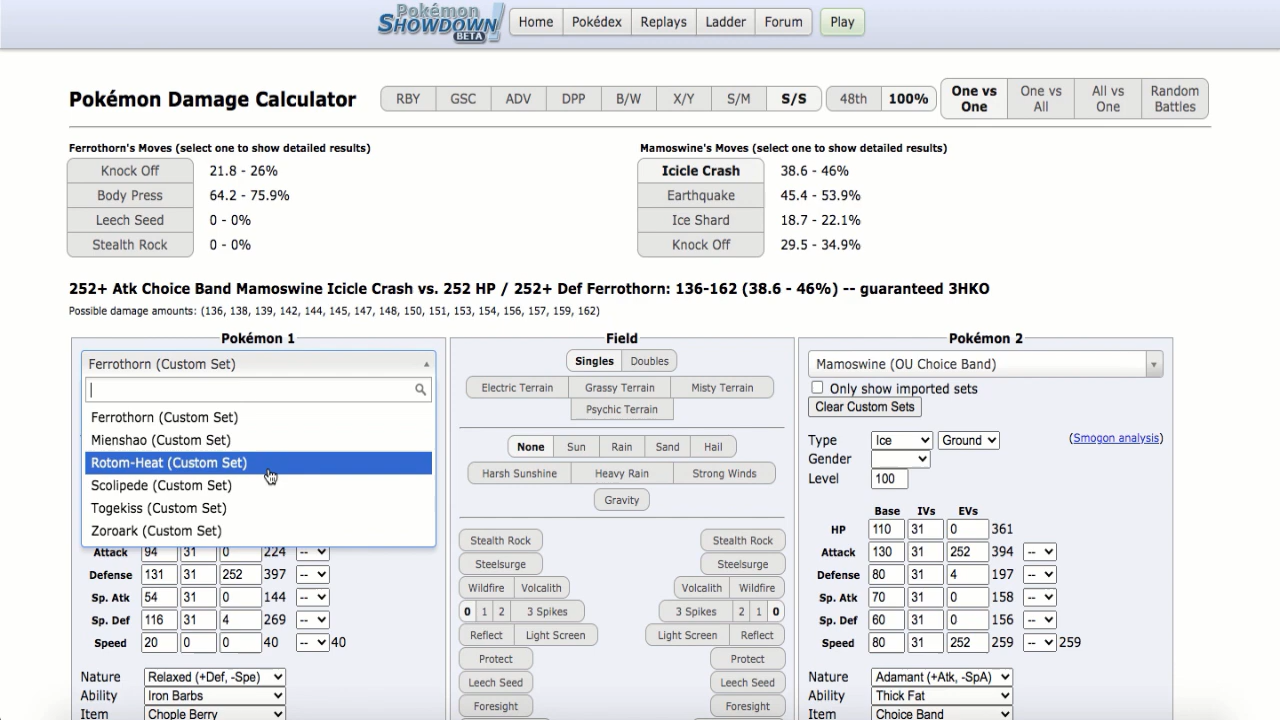 Pokémon SHOWDOWN! BETA
Home Pokédex Replays Ladder Forum Play
Pokémon Damage Calculator RBY GSC ADV DPP B/W X/Y S/M S/S 48th 100% One vs One One vs All All vs One Random Battles
Ferrothorn's Moves (select one to show detailed results) Mamoswine's Moves (select one to show detailed results)
Knock Off 21.8 - 26% Icicle Crash 38.6 - 46%
Body Press 64.2 - 75.9% Earthquake 45.4 - 53.9%
Leech Seed 0 - 0% Ice Shard 18.7 - 22.1%
Stealth Rock 0 - 0% Knock Off 29.5 - 34.9%
252+ Atk Choice Band Mamoswine Icicle Crash vs. 252 HP / 252+ Def Ferrothorn: 136-162 (38.6 - 46%) -- guaranteed 3HKO
Possible damage amounts: (136, 138, 139, 142, 144, 145, 147, 148, 150, 151, 153, 154, 156, 157, 159, 162)
Pokémon 1
Ferrothorn (Custom Set)
Ferrothorn (Custom Set)
Mienshao (Custom Set)
Rotom-Heat (Custom Set)
Scolipede (Custom Set)
Togekiss (Custom Set)
Zoroark (Custom Set)
Attack 94 31 0 224 --
Defense 131 31 252 397 --
Sp. Atk 54 31 0 144 --
Sp. Def 116 31 4 269 --
Speed 20 0 0 40 -- 40
Nature Relaxed (+Def, -Spe)
Ability Iron Barbs
Item Chople Berry
Field
Singles Doubles
Electric Terrain Grassy Terrain Misty Terrain
Psychic Terrain
None Sun Rain Sand Hail
Harsh Sunshine Heavy Rain Strong Winds
Gravity
Stealth Rock Stealth Rock
Steelsurge Steelsurge
Wildfire Volcalith Volcalith Wildfire
0 1 2 3 Spikes 3 Spikes 2 1 0
Reflect Light Screen Light Screen Reflect
Protect Protect
Leech Seed Leech Seed
Foresight Foresight
Pokémon 2
Mamoswine (OU Choice Band)
Only show imported sets
Clear Custom Sets
Type Ice Ground (Smogon analysis)
Gender
Level 100
Base IVs EVs
HP 110 31 0 361
Attack 130 31 252 394 --
Defense 80 31 4 197 --
Sp. Atk 70 31 0 158 --
Sp. Def 60 31 0 156 --
Speed 80 31 252 259 -- 259
Nature Adamant (+Atk, -SpA)
Ability Thick Fat
Item Choice Band